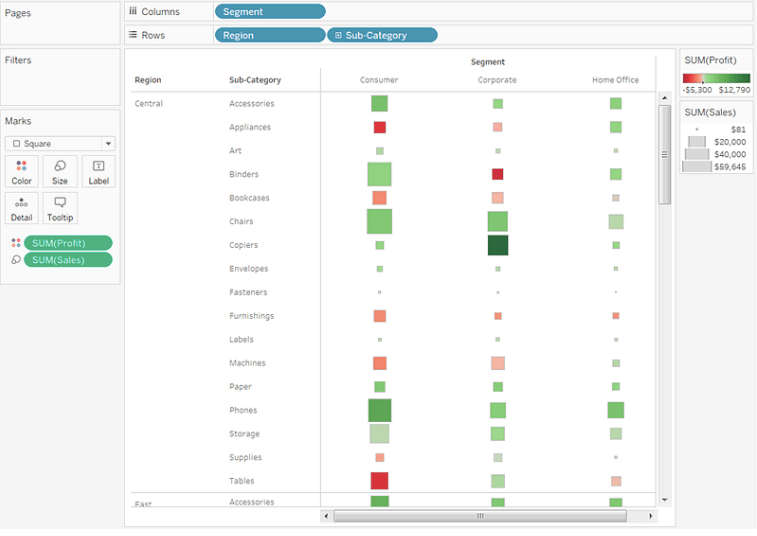 Pages
Columns Segment
Rows Region Sub-Category
Filters
Marks
Square
Color Size Label
Detail Tooltip
SUM(Profit)
SUM(Sales)
Segment
Region Sub-Category Consumer Corporate Home Office
Central Accessories
Appliances
Art
Binders
Bookcases
Chairs
Copiers
Envelopes
Fasteners
Furnishings
Labels
Machines
Paper
Phones
Storage
Supplies
Tables
East Accessories
SUM(Profit)
-$5,300 $12,790
SUM(Sales)
$81
$20,000
$40,000
$59,645